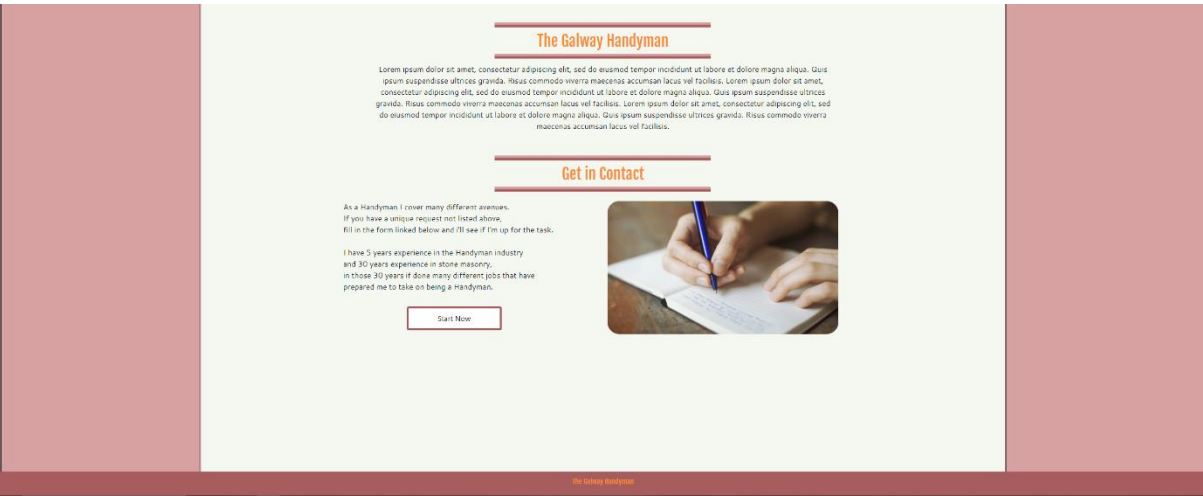 The Galway Handyman
Lorem ipsum dolor sit amet, consectetur adipiscing elit, sed do eiusmod tempor incididunt ut labore et dolore magna aliqua. Quis
ipsum suspendisse ultrices gravida. Risus commodo viverra maecenas accumsan lacus vel facilisis. Lorem ipsum dolor sit amet,
consectetur adipiscing elit, sed do eiusmod tempor incididunt ut labore et dolore magna aliqua. Quis ipsum suspendisse ultrices
gravida. Risus commodo viverra maecenas accumsan lacus vel facilisis. Lorem ipsum dolor sit amet, consectetur adipiscing elit, sed
do eiusmod tempor incididunt ut labore et dolore magna aliqua. Quis ipsum suspendisse ultrices gravida. Risus commodo viverra
maecenas accumsan lacus vel facilisis.
Get in Contact
As a Handyman I cover many different avenues.
If you have a unique request not listed above,
fill in the form linked below and i'll see if I'm up for the task.
I have 5 years experience in the Handyman industry
and 30 years experience in stone masonry,
in those 30 years if done many different jobs that have
prepared me to take on being a Handyman.
Start Now
The Galway Handyman